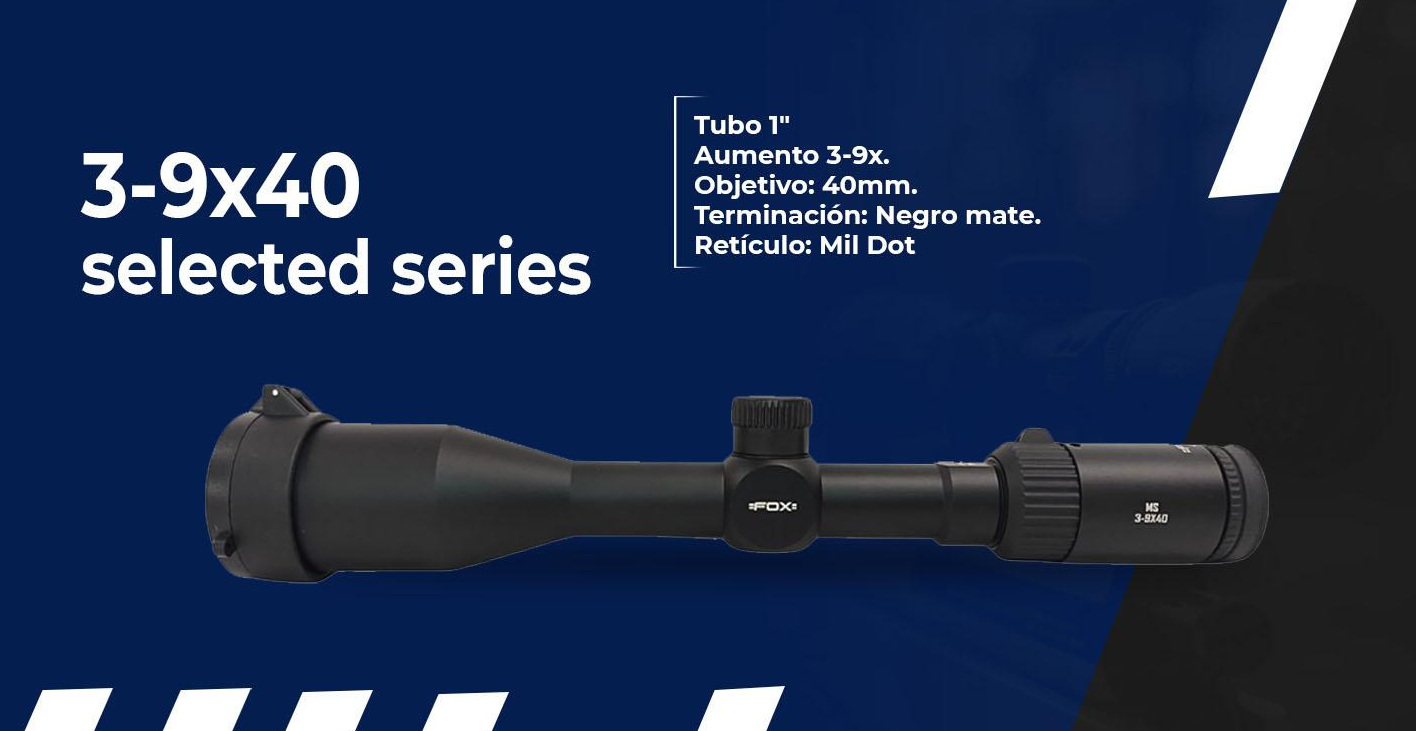 3-9x40
selected series
Tubo 1"
Aumento 3-9x.
Objetivo: 40mm.
Terminación: Negro mate.
Retículo: Mil Dot
FOX
MS
3-9X40